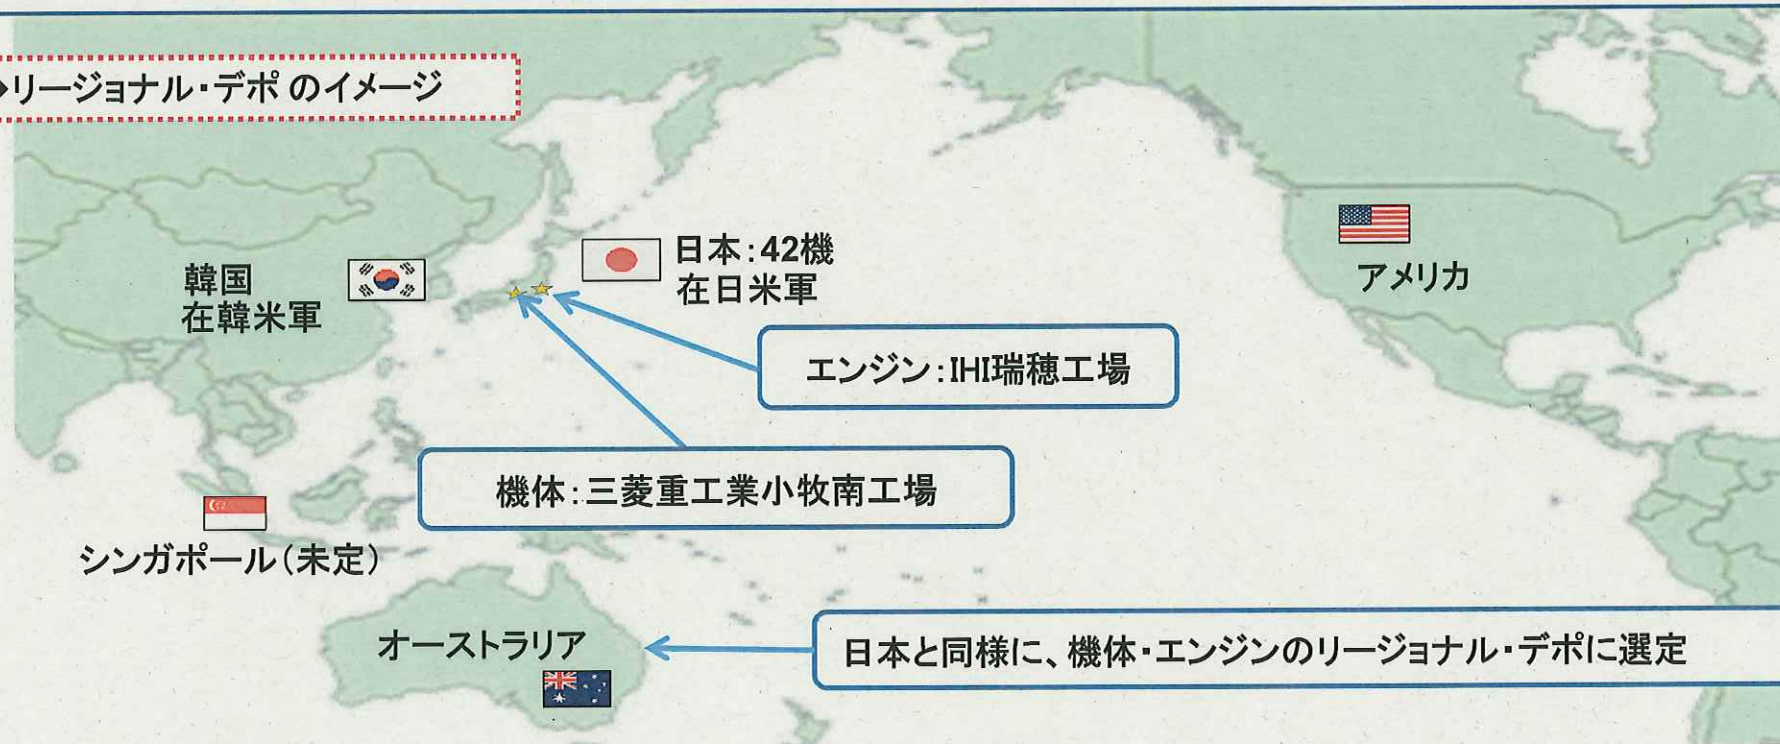 リージョナル・デポ のイメージ
日本：42機
在日米軍
韓国
在韓米軍
アメリカ
エンジン：IHI瑞穂工場
機体：三菱重工業小牧南工場
シンガポール（未定）
オーストラリア
日本と同様に、機体・エンジンのリージョナル・デポに選定